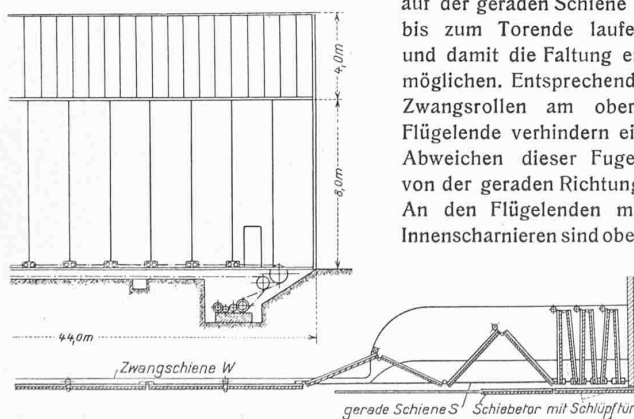 auf der geraden Schiene
bis zum Torende laufe
und damit die Faltung e
möglichen. Entsprechend
Zwangsrollen am ober
Flügelende verhindern ei
Abweichen dieser Fuge
von der geraden Richtung
An den Flügelenden m
Innenscharnieren sind obe
4,0m
8,0m
44,0m
Zwangschiene W
gerade Schiene S Schiebetor mit Schlüpftür